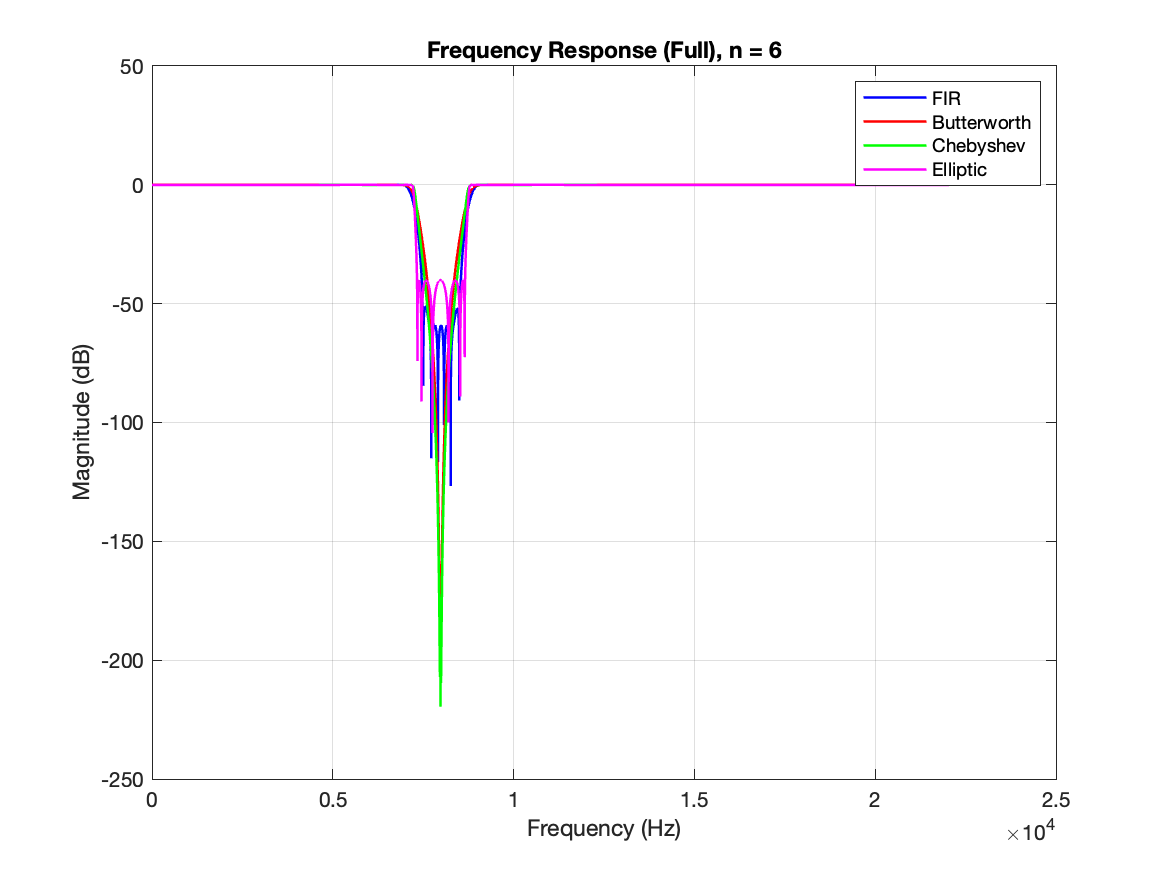 Frequency Response (Full), n = 6
50
0
-50
-100
-150
-200
-250
Magnitude (dB)
FIR
Butterworth
Chebyshev
Elliptic
0 0.5 1 1.5 2 2.5
Frequency (Hz)
×10^4